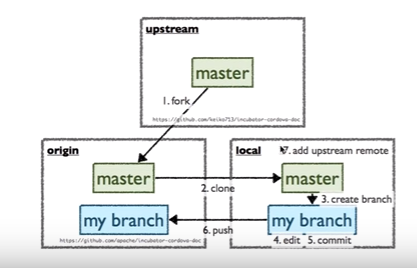 upstream
master
1. fork
https://github.com/keiko713/incubator-cordova-doc
origin
local
7. add upstream remote
master
master
2. clone
3. create branch
my branch
my branch
6. push
4. edit 5. commit
https://github.com/apache/incubator-cordova-doc